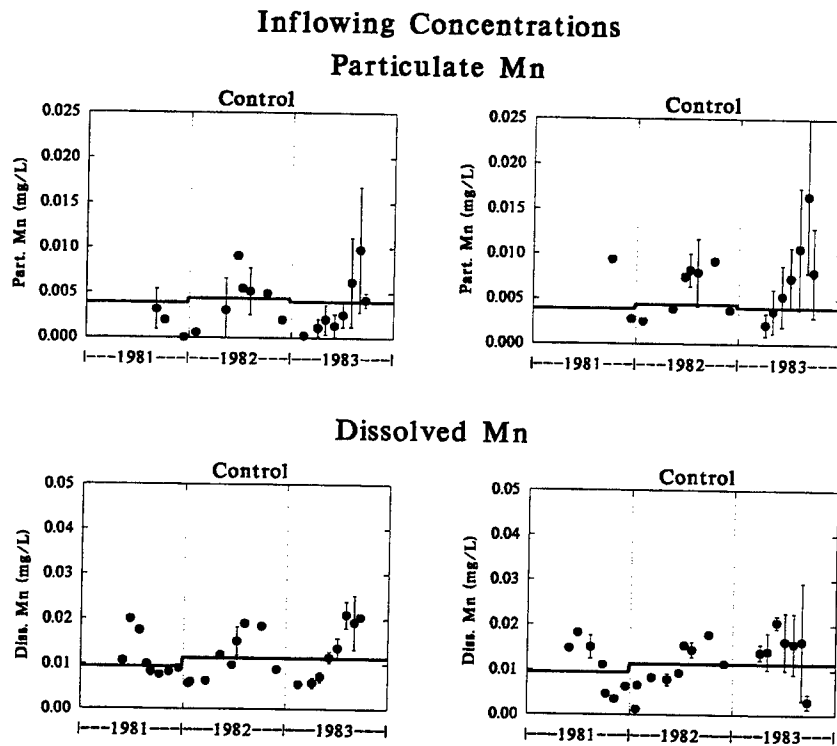 Inflowing Concentrations
Particulate Mn
Control
Part. Mn (mg/L)
0.025
0.020
0.015
0.010
0.005
0.000
|----1981----|----1982----|----1983----|
Control
Part. Mn (mg/L)
0.025
0.020
0.015
0.010
0.005
0.000
|----1981----|----1982----|----1983----|
Dissolved Mn
Control
Diss. Mn (mg/L)
0.05
0.04
0.03
0.02
0.01
0.00
|----1981----|----1982----|----1983----|
Control
Diss. Mn (mg/L)
0.05
0.04
0.03
0.02
0.01
0.00
|----1981----|----1982----|----1983----|